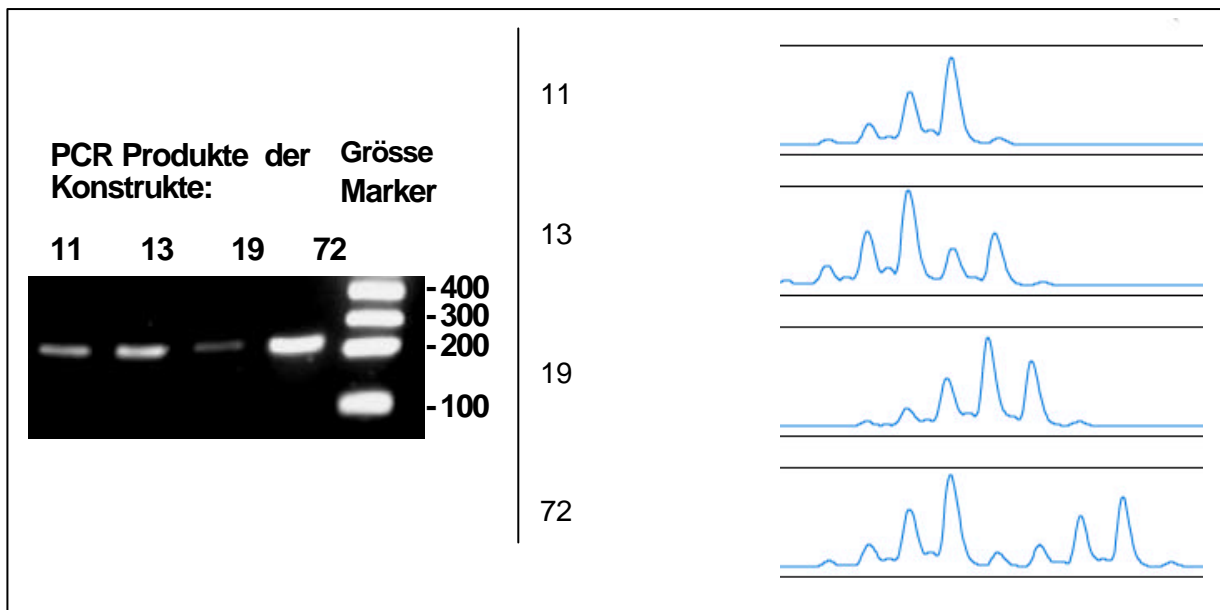 PCR Produkte der
Konstrukte:
Grösse
Marker
11 13 19 72
-400
-300
-200
-100
11
13
19
72